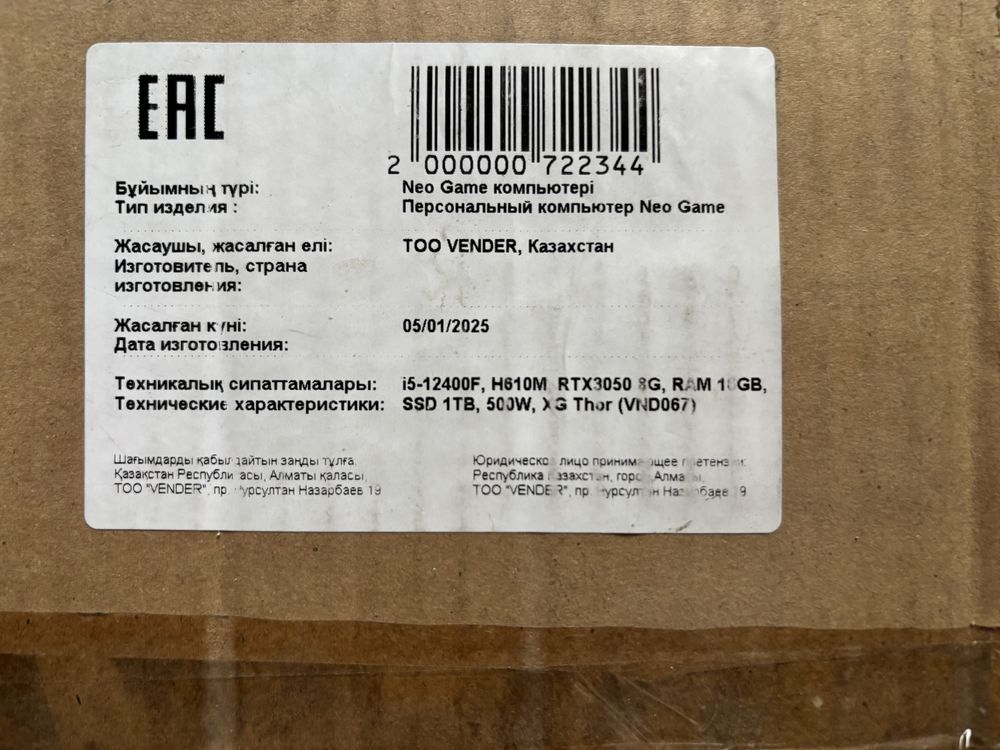 EAC
2 000000 722344
Бұйымның түрі:
Neo Game компьютері
Тип изделия :
Персональный компьютер Neo Game
Жасаушы, жасалған елі:
ТОО VENDER, Казахстан
Изготовитель, страна
изготовления:
Жасалған күні:
05/01/2025
Дата изготовления:
Техникалық сипаттамалары:
i5-12400F, H610M, RTX3050 8G, RAM GB,
Технические характеристики:
SSD 1TB, 500W, XG Thor (VND067)
Шағымдарды қабылдайтын заңды тұлға.
Қазақстан Республикасы, Алматы қаласы,
ТОО "VENDER", пр. Нурсултан Назарбаев 19
Юридическое лицо принимающее претензии:
Республика Казахстан, город Алматы
ТОО "VENDER", пр. Нурсултан Назарбаев 19